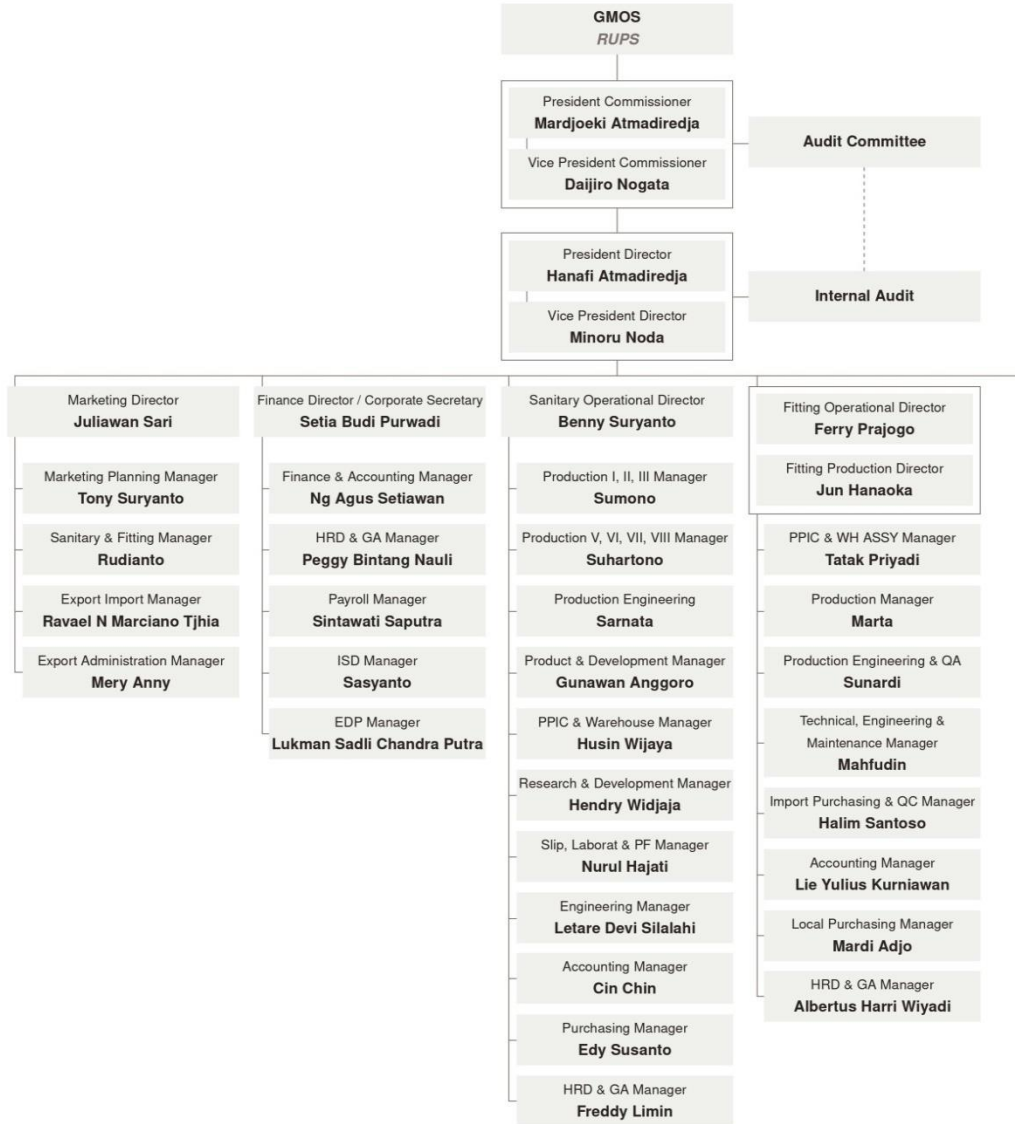 GMOS
RUPS
President Commissioner
Mardjoeki Atmadiredja
Vice President Commissioner
Daijiro Nogata
Audit Committee
President Director
Hanafi Atmadiredja
Vice President Director
Minoru Noda
Internal Audit
Marketing Director
Juliawan Sari
Marketing Planning Manager
Tony Suryanto
Sanitary & Fitting Manager
Rudianto
Export Import Manager
Ravael N Marciano Tjhia
Export Administration Manager
Mery Anny
Finance Director / Corporate Secretary
Setia Budi Purwadi
Finance & Accounting Manager
Ng Agus Setiawan
HRD & GA Manager
Peggy Bintang Nauli
Payroll Manager
Sintawati Saputra
ISD Manager
Sasyanto
EDP Manager
Lukman Sadli Chandra Putra
Sanitary Operational Director
Benny Suryanto
Production I, II, III Manager
Sumono
Production V, VI, VII, VIII Manager
Suhartono
Production Engineering
Sarnata
Product & Development Manager
Gunawan Anggoro
PPIC & Warehouse Manager
Husin Wijaya
Research & Development Manager
Hendry Widjaja
Slip, Laborat & PF Manager
Nurul Hajati
Engineering Manager
Letare Devi Silalahi
Accounting Manager
Cin Chin
Purchasing Manager
Edy Susanto
HRD & GA Manager
Freddy Limin
Fitting Operational Director
Ferry Prajogo
Fitting Production Director
Jun Hanaoka
PPIC & WH ASSY Manager
Tatak Priyadi
Production Manager
Marta
Production Engineering & QA
Sunardi
Technical, Engineering &
Maintenance Manager
Mahfudin
Import Purchasing & QC Manager
Halim Santoso
Accounting Manager
Lie Yulius Kurniawan
Local Purchasing Manager
Mardi Adjo
HRD & GA Manager
Albertus Harri Wiyadi